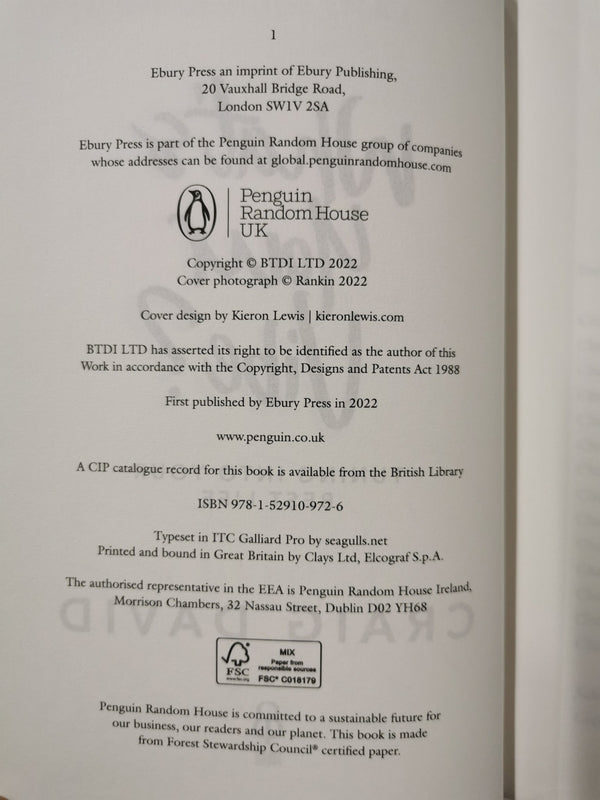 1
Ebury Press an imprint of Ebury Publishing,
20 Vauxhall Bridge Road,
London SW1V 2SA
Ebury Press is part of the Penguin Random House group of companies
whose addresses can be found at global.penguinrandomhouse.com
Penguin
Random House
UK
Copyright © BTDI LTD 2022
Cover photograph © Rankin 2022
Cover design by Kieron Lewis | kieronlewis.com
BTDI LTD has asserted its right to be identified as the author of this
Work in accordance with the Copyright, Designs and Patents Act 1988
First published by Ebury Press in 2022
www.penguin.co.uk
A CIP catalogue record for this book is available from the British Library
ISBN 978-1-52910-972-6
Typeset in ITC Galliard Pro by seagulls.net
Printed and bound in Great Britain by Clays Ltd, Elcograf S.p.A.
The authorised representative in the EEA is Penguin Random House Ireland,
Morrison Chambers, 32 Nassau Street, Dublin D02 YH68
CRAIG DAVID
FSC
www.fsc.org
MIX
Paper from
responsible sources
FSC® C018179
Penguin Random House is committed to a sustainable future for
our business, our readers and our planet. This book is made
from Forest Stewardship Council® certified paper.